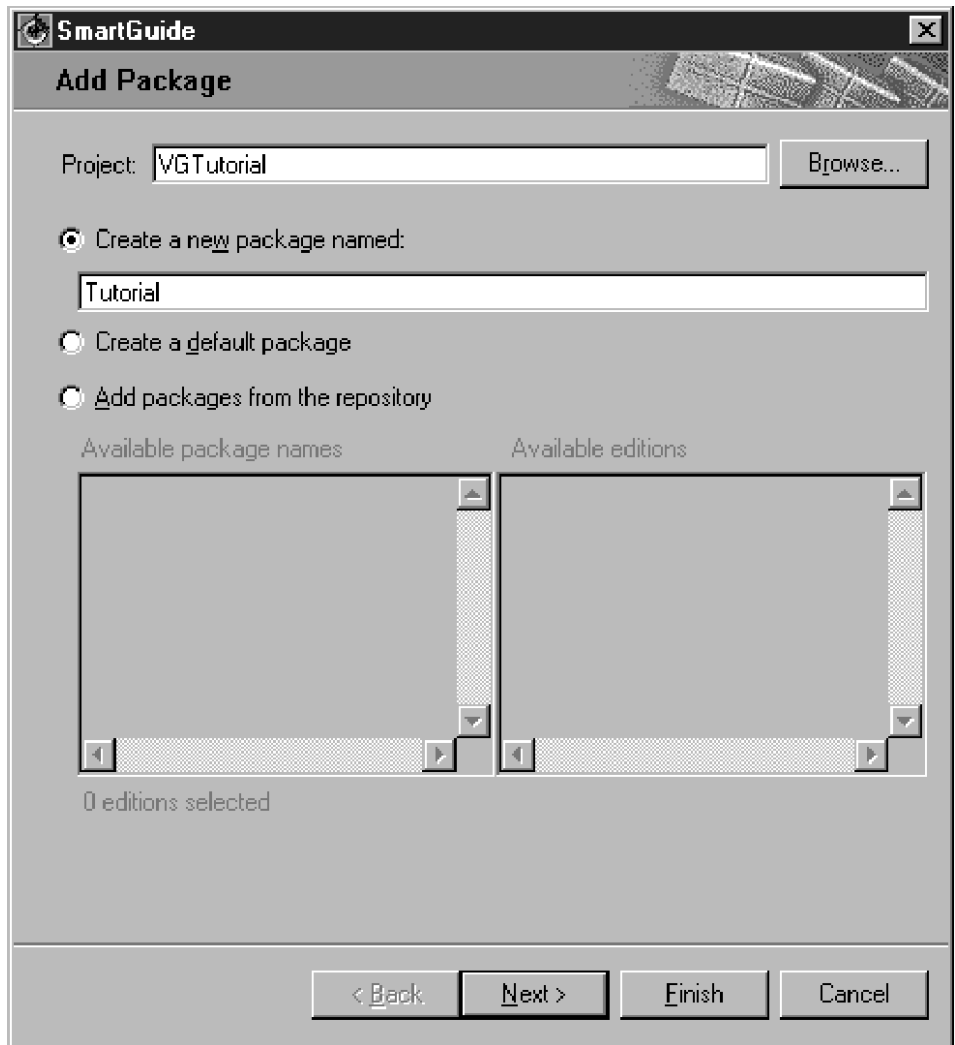 SmartGuide
Add Package
Project: VGTutorial Browse...
Create a new package named:
Tutorial
Create a default package
Add packages from the repository
Available package names Available editions
0 editions selected
< Back Next > Finish Cancel